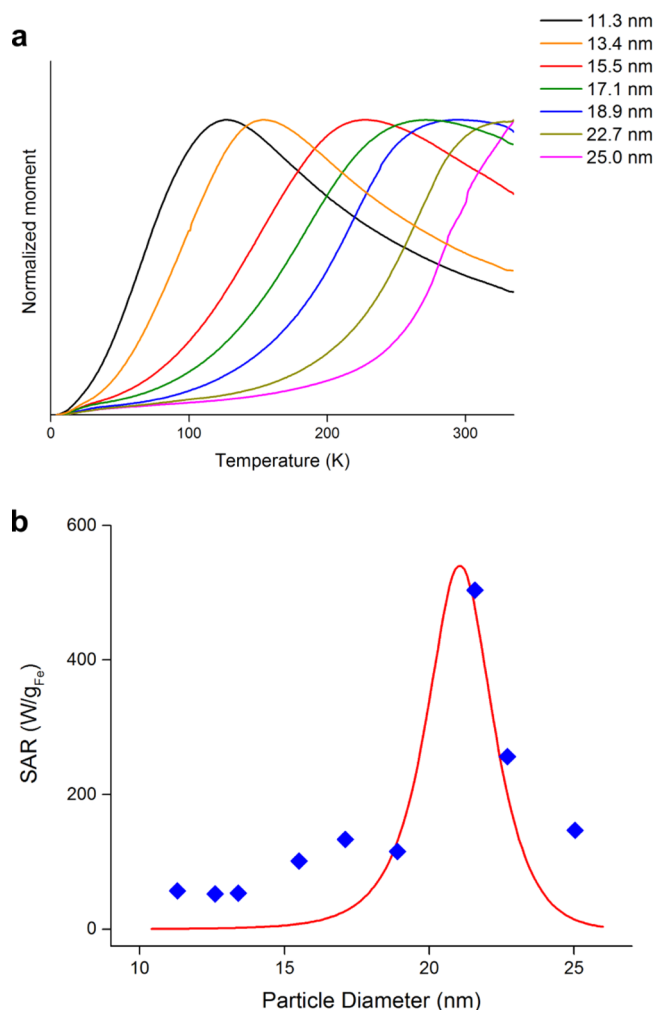 a
11.3 nm
13.4 nm
15.5 nm
17.1 nm
18.9 nm
22.7 nm
25.0 nm
Normalized moment
0 100 200 300
Temperature (K)
b
600
400
200
0
SAR (W/gFe)
10 15 20 25
Particle Diameter (nm)